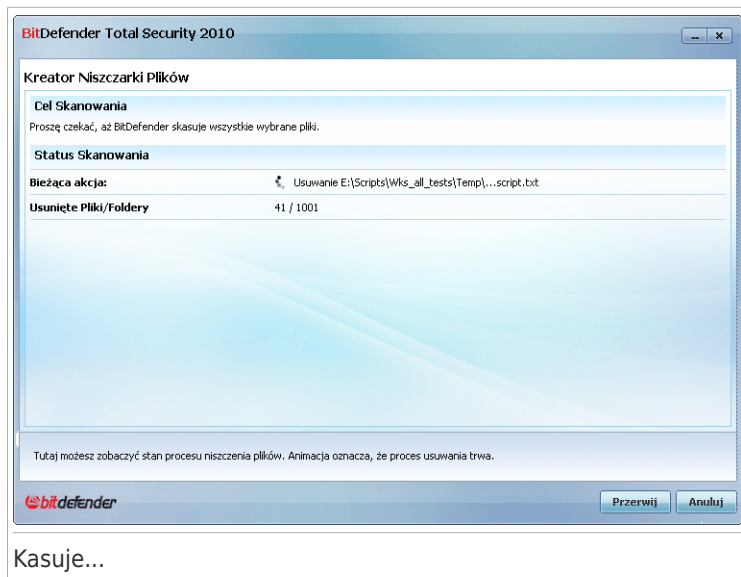 BitDefender Total Security 2010
Kreator Niszczarki Plików
Cel Skanowania
Proszę czekać, aż BitDefender skasuje wszystkie wybrane pliki.
Status Skanowania
Bieżąca akcja: Usuwanie E:\Scripts\Wks_all_tests\Temp\...script.txt
Usunięte Pliki/Foldery 41 / 1001
Tutaj możesz zobaczyć stan procesu niszczenia plików. Animacja oznacza, że proces usuwania trwa.
bitdefender Przerwij Anuluj
Kasuje...